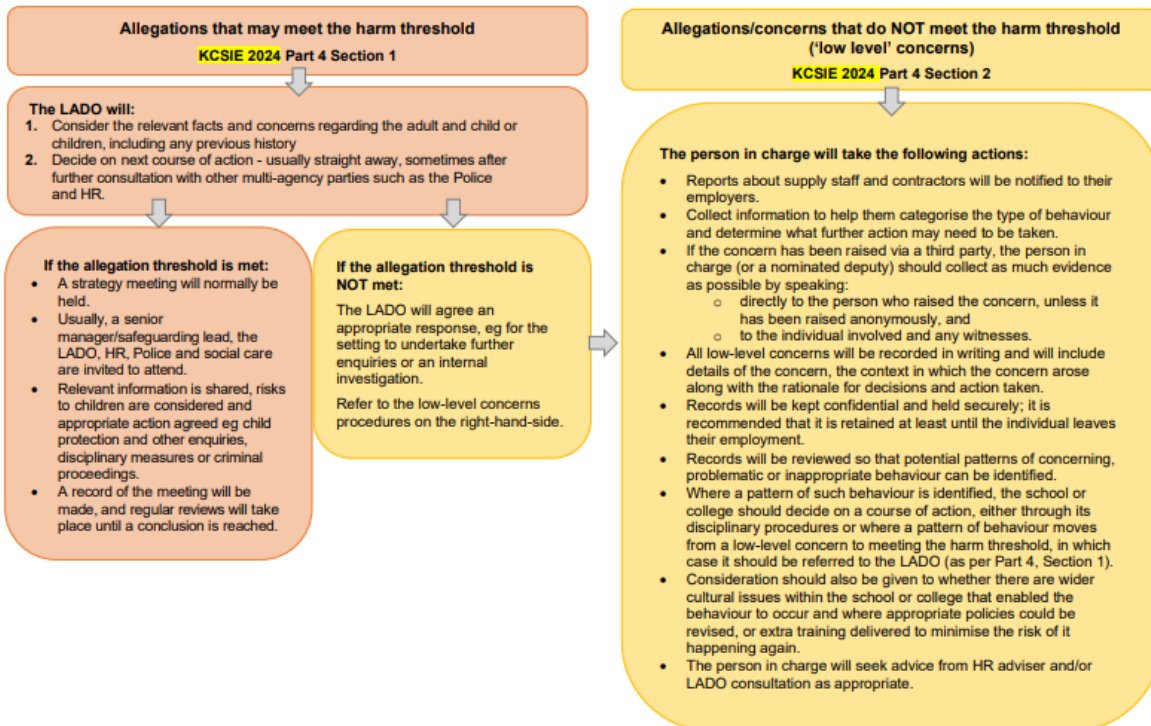 Allegations that may meet the harm threshold
KCSIE 2024 Part 4 Section 1
The LADO will:
1. Consider the relevant facts and concerns regarding the adult and child or
children, including any previous history
2. Decide on next course of action - usually straight away, sometimes after
further consultation with other multi-agency parties such as the Police
and HR.
If the allegation threshold is met:
• A strategy meeting will normally be
held.
• Usually, a senior
manager/safeguarding lead, the
LADO, HR, Police and social care
are invited to attend.
• Relevant information is shared, risks
to children are considered and
appropriate action agreed eg child
protection and other enquiries,
disciplinary measures or criminal
proceedings.
• A record of the meeting will be
made, and regular reviews will take
place until a conclusion is reached.
If the allegation threshold is
NOT met:
The LADO will agree an
appropriate response, eg for the
setting to undertake further
enquiries or an internal
investigation.
Refer to the low-level concerns
procedures on the right-hand-side.
Allegations/concerns that do NOT meet the harm threshold
(‘low level’ concerns)
KCSIE 2024 Part 4 Section 2
The person in charge will take the following actions:
• Reports about supply staff and contractors will be notified to their
employers.
• Collect information to help them categorise the type of behaviour
and determine what further action may need to be taken.
• If the concern has been raised via a third party, the person in
charge (or a nominated deputy) should collect as much evidence
as possible by speaking:
o directly to the person who raised the concern, unless it
has been raised anonymously, and
o to the individual involved and any witnesses.
• All low-level concerns will be recorded in writing and will include
details of the concern, the context in which the concern arose
along with the rationale for decisions and action taken.
• Records will be kept confidential and held securely; it is
recommended that it is retained at least until the individual leaves
their employment.
• Records will be reviewed so that potential patterns of concerning,
problematic or inappropriate behaviour can be identified.
• Where a pattern of such behaviour is identified, the school or
college should decide on a course of action, either through its
disciplinary procedures or where a pattern of behaviour moves
from a low-level concern to meeting the harm threshold, in which
case it should be referred to the LADO (as per Part 4, Section 1).
• Consideration should also be given to whether there are wider
cultural issues within the school or college that enabled the
behaviour to occur and where appropriate policies could be
revised, or extra training delivered to minimise the risk of it
happening again.
• The person in charge will seek advice from HR adviser and/or
LADO consultation as appropriate.